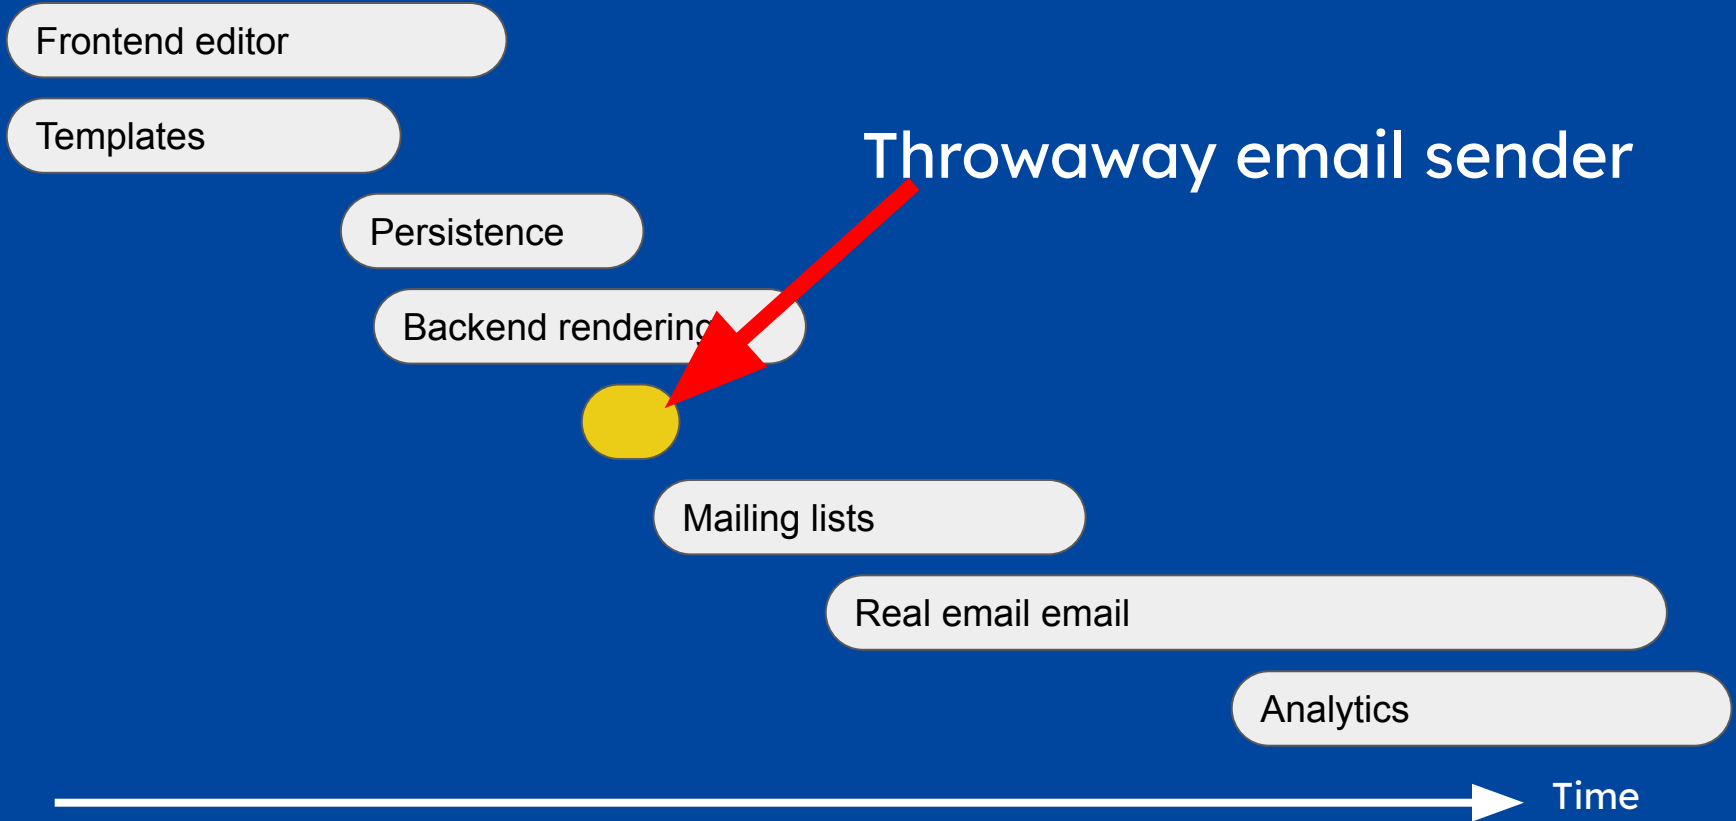 Frontend editor
Templates
Throwaway email sender
Persistence
Backend rendering
Mailing lists
Real email email
Analytics
Time